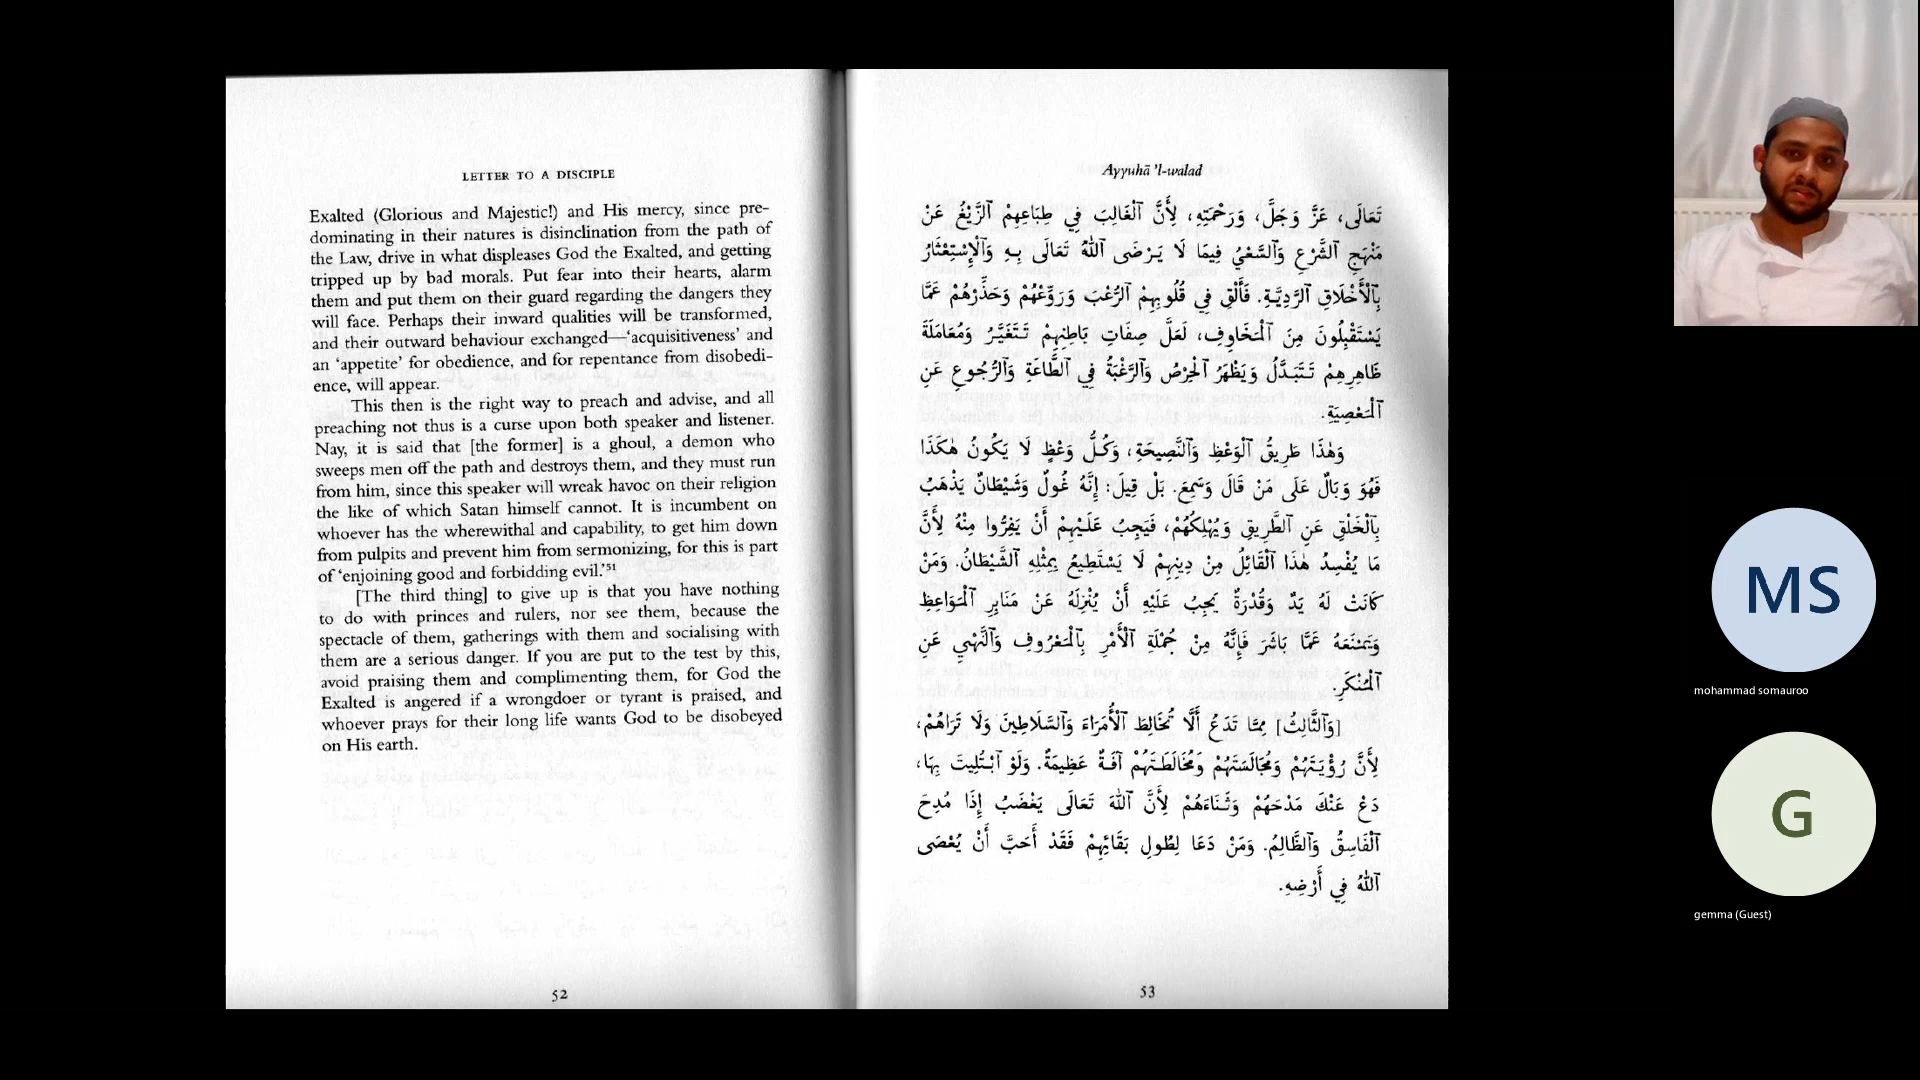 LETTER TO A DISCIPLE
Exalted (Glorious and Majestic!) and His mercy, since pre-
dominating in their natures is disinclination from the path of
the Law, drive in what displeases God the Exalted, and getting
tripped up by bad morals. Put fear into their hearts, alarm
them and put them on their guard regarding the dangers they
will face. Perhaps their inward qualities will be transformed,
and their outward behaviour exchanged—‘acquisitiveness’ and
an ‘appetite’ for obedience, and for repentance from disobedi-
ence, will appear.
This then is the right way to preach and advise, and all
preaching not thus is a curse upon both speaker and listener.
Nay, it is said that [the former] is a ghoul, a demon who
sweeps men off the path and destroys them, and they must run
from him, since this speaker will wreak havoc on their religion
the like of which Satan himself cannot. It is incumbent on
whoever has the wherewithal and capability, to get him down
from pulpits and prevent him from sermonizing, for this is part
of ‘enjoining good and forbidding evil.’51
[The third thing] to give up is that you have nothing
to do with princes and rulers, nor see them, because the
spectacle of them, gatherings with them and socialising with
them are a serious danger. If you are put to the test by this,
avoid praising them and complimenting them, for God the
Exalted is angered if a wrongdoer or tyrant is praised, and
whoever prays for their long life wants God to be disobeyed
on His earth.
52
Ayyuhā ’l-walad
تَعَالَى، عَزَّ وَجَلَّ، وَرَحْمَتِهِ، لِأَنَّ ٱلْغَالِبَ فِي طِبَاعِهِمْ ٱلزَّيْغُ عَنْ
مَنْهَجِ ٱلشَّرْعِ وَٱلسَّعْيُ فِيمَا لَا يَرْضَى ٱللهُ تَعَالَى بِهِ وَٱلْإِسْتِعْثَارُ
بِٱلْأَخْلَاقِ ٱلرَّدِيَّةِ. فَأَلْقِ فِي قُلُوبِهِمْ ٱلرُّعْبَ وَرَوِّعْهُمْ وَحَذِّرْهُمْ عَمَّا
يَسْتَقْبِلُونَ مِنَ ٱلْمَخَاوِفِ، لَعَلَّ صِفَاتِ بَاطِنِهِمْ تَتَغَيَّرُ وَمُعَامَلَةَ
ظَاهِرِهِمْ تَتَبَدَّلُ وَيَظْهَرُ ٱلْحِرْصُ وَٱلرَّغْبَةُ فِي ٱلطَّاعَةِ وَٱلرُّجُوعِ عَنِ
ٱلْمَعْصِيَةِ.
وَهٰذَا طَرِيقُ ٱلْوَعْظِ وَٱلنَّصِيحَةِ، وَكُلُّ وَعْظٍ لَا يَكُونُ هٰكَذَا
فَهُوَ وَبَالٌ عَلَى مَنْ قَالَ وَسَمِعَ. بَلْ قِيلَ: إِنَّهُ غُولٌ وَشَيْطَانٌ يَذْهَبُ
بِٱلْخَلْقِ عَنِ ٱلطَّرِيقِ وَيُهْلِكُهُمْ، فَيَجِبُ عَلَيْهِمْ أَنْ يَفِرُّوا مِنْهُ لِأَنَّ
مَا يُفْسِدُ هٰذَا ٱلْقَائِلُ مِنْ دِينِهِمْ لَا يَسْتَطِيعُ بِمِثْلِهِ ٱلشَّيْطَانُ. وَمَنْ
كَانَتْ لَهُ يَدٌ وَقُدْرَةٌ يَجِبُ عَلَيْهِ أَنْ يُنْزِلَهُ عَنْ مَنَابِرِ ٱلْمَوَاعِظِ
وَيَمْنَعَهُ عَمَّا بَاشَرَ فَإِنَّهُ مِنْ جُمْلَةِ ٱلْأَمْرِ بِٱلْمَعْرُوفِ وَٱلنَّهْيِ عَنِ
ٱلْمُنْكَرِ.
[وَٱلثَّالِثُ] مِمَّا تَدَعُ أَلَّا تُخَالِطَ ٱلْأُمَرَاءَ وَٱلسَّلَاطِينَ وَلَا تَرَاهُمْ،
لِأَنَّ رُؤْيَتَهُمْ وَمُجَالَسَتَهُمْ وَمُخَالَطَتَهُمْ آفَةٌ عَظِيمَةٌ. وَلَوْ ٱبْتُلِيتَ بِهَا،
دَعْ عَنْكَ مَدْحَهُمْ وَثَنَاءَهُمْ لِأَنَّ ٱللهَ تَعَالَى يَغْضَبُ إِذَا مُدِحَ
ٱلْفَاسِقُ وَٱلظَّالِمُ. وَمَنْ دَعَا لِطُولِ بَقَائِهِمْ فَقَدْ أَحَبَّ أَنْ يُعْصَى
ٱللهُ فِي أَرْضِهِ.
53
MS
mohammad somauroo
G
gemma (Guest)